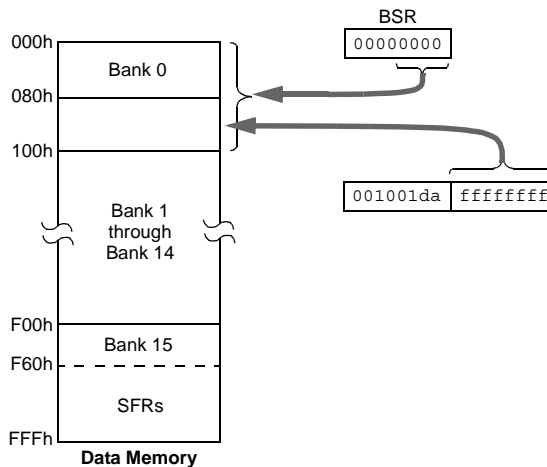 BSR
00000000
000h
Bank 0
080h
100h
001001da ffffffff
Bank 1
through
Bank 14
F00h
Bank 15
F60h
SFRs
FFFh
Data Memory